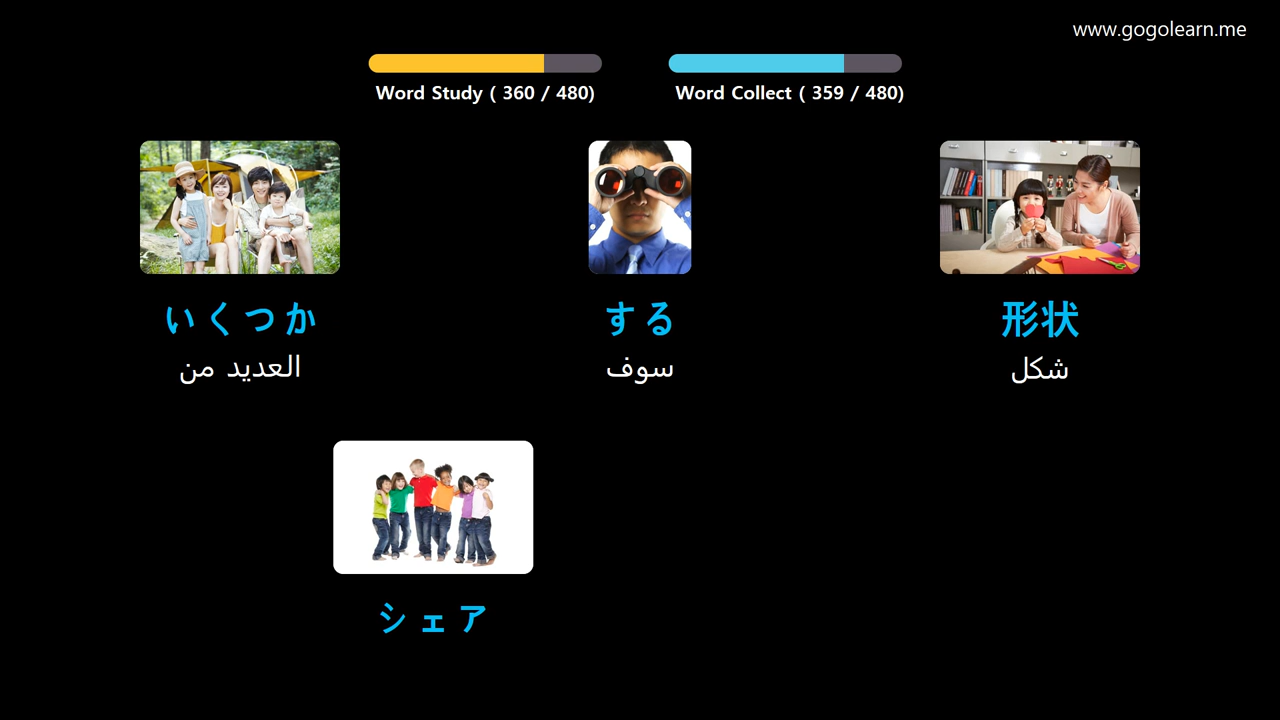 www.gogolearn.me
Word Study ( 360 / 480)
Word Collect ( 359 / 480)
いくつか
する
形状
العديد من
سوف
شكل
シェア